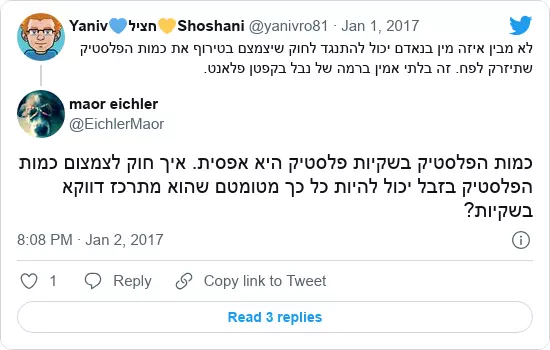 Yaniv💙חציל💛Shoshani @yanivro81 · Jan 1, 2017
לא מבין איזה מין בנאדם יכול להתנגד לחוק שיצמצם בטירוף את כמות הפלסטיק
שתיזרק לפח. זה בלתי אמין ברמה של נבל בקפטן פלאנט.
maor eichler
@EichlerMaor
כמות הפלסטיק בשקיות פלסטיק היא אפסית. איך חוק לצמצום כמות
הפלסטיק בזבל יכול להיות כל כך מטומטם שהוא מתרכז דווקא
בשקיות?
8:08 PM · Jan 2, 2017
1 Reply Copy link to Tweet
Read 3 replies